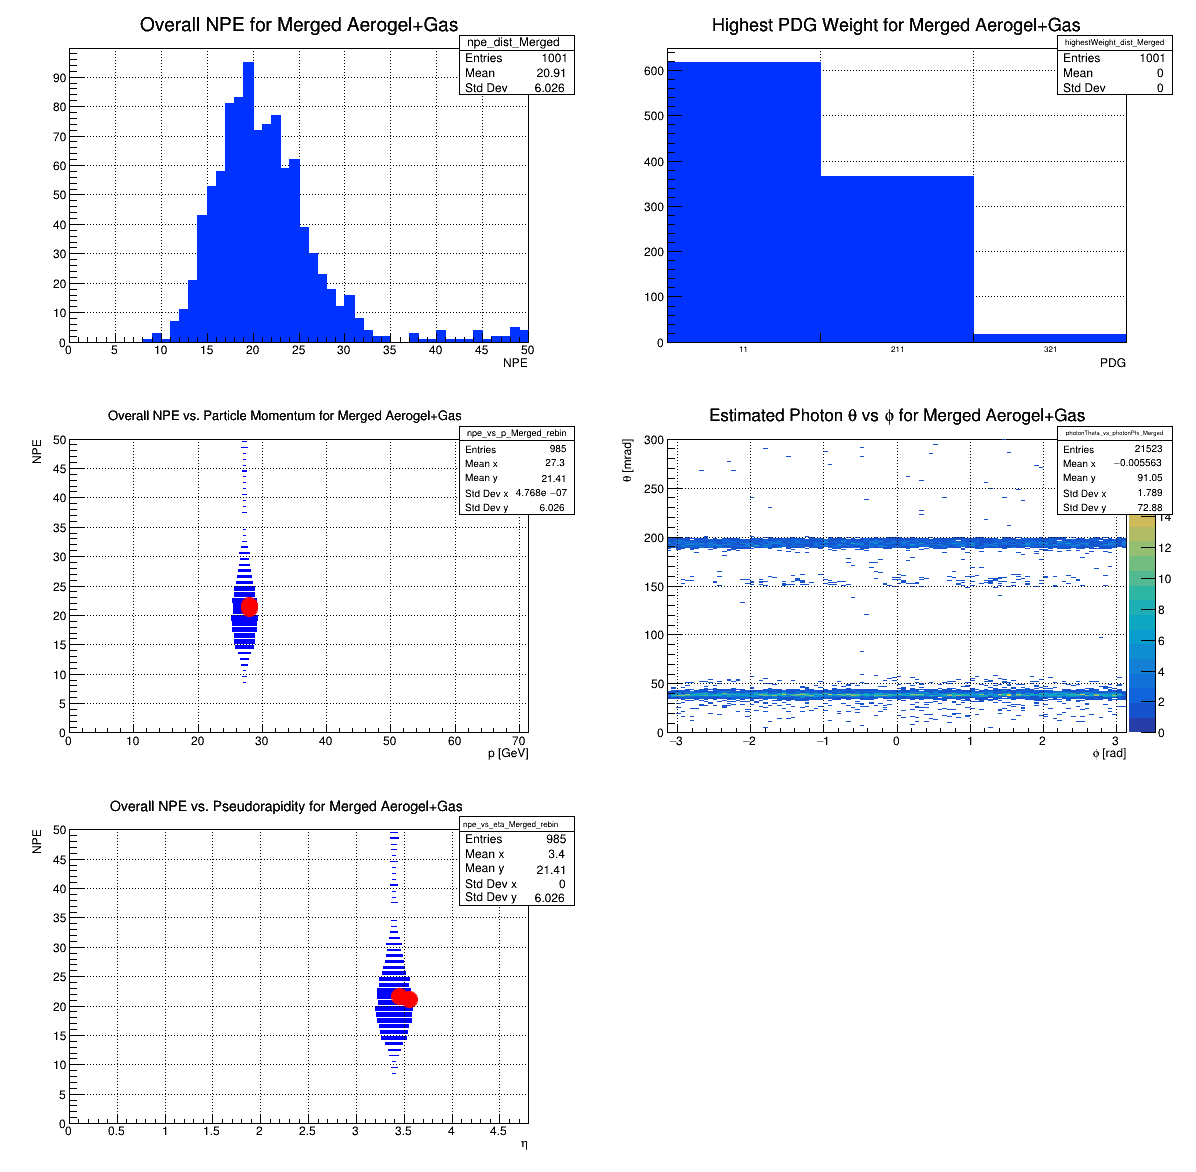 Overall NPE for Merged Aerogel+Gas
npe_dist_Merged
Entries 1001
Mean 20.91
Std Dev 6.026
90
80
70
60
50
40
30
20
10
0
0 5 10 15 20 25 30 35 40 45 50
NPE
Highest PDG Weight for Merged Aerogel+Gas
highestWeight_dist_Merged
Entries 1001
Mean 0
Std Dev 0
600
500
400
300
200
100
0
11 211 321
PDG
Overall NPE vs. Particle Momentum for Merged Aerogel+Gas
npe_vs_p_Merged_rebin
Entries 985
Mean x 27.3
Mean y 21.41
Std Dev x 4.768e −07
Std Dev y 6.026
NPE
50
45
40
35
30
25
20
15
10
5
0
0 10 20 30 40 50 60 70
p [GeV]
Estimated Photon θ vs ϕ for Merged Aerogel+Gas
photonTheta_vs_photonPhi_Merged
Entries 21523
Mean x −0.005563
Mean y 91.05
Std Dev x 1.789
Std Dev y 72.88
θ [mrad]
300
250
200
150
100
50
0
−3 −2 −1 0 1 2 3
ϕ [rad]
14
12
10
8
6
4
2
0
Overall NPE vs. Pseudorapidity for Merged Aerogel+Gas
npe_vs_eta_Merged_rebin
Entries 985
Mean x 3.4
Mean y 21.41
Std Dev x 0
Std Dev y 6.026
NPE
50
45
40
35
30
25
20
15
10
5
0
0 0.5 1 1.5 2 2.5 3 3.5 4 4.5
η